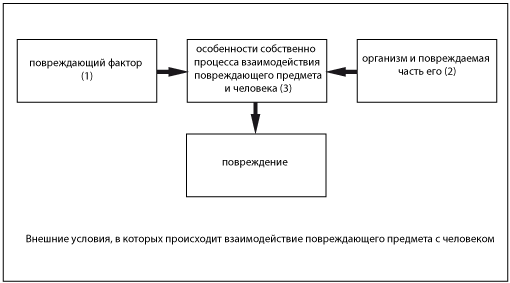 повреждающий фактор
(1)
особенности собственно
процесса взаимодействия
повреждающего предмета
и человека (3)
организм и повреждаемая
часть его (2)
повреждение
Внешние условия, в которых происходит взаимодействие повреждающего предмета с человеком